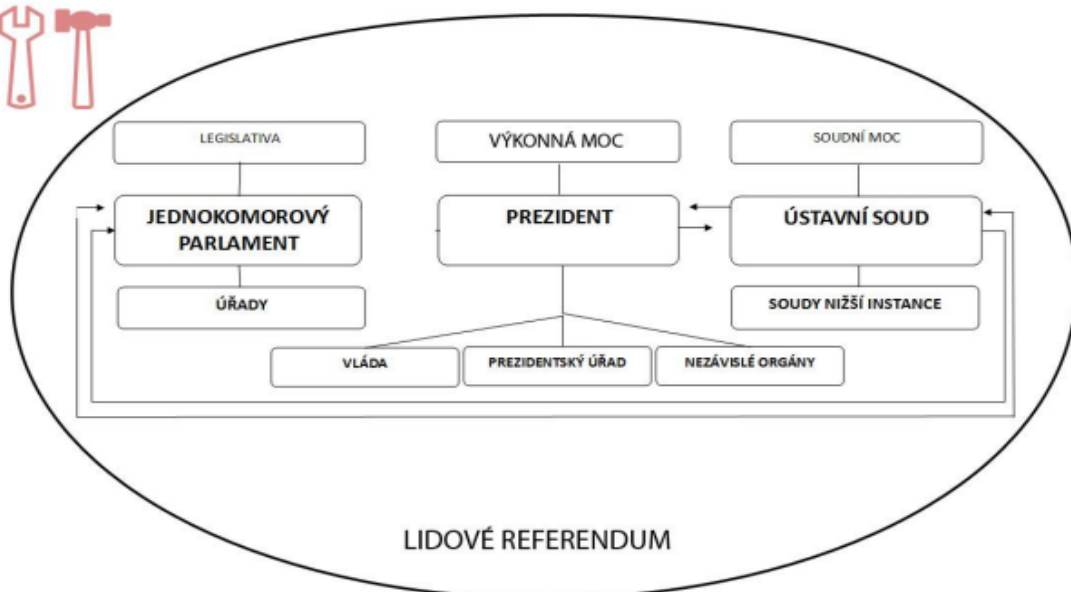 LEGISLATIVA
VÝKONNÁ MOC
SOUDNÍ MOC
JEDNOKOMOROVÝ
PARLAMENT
PREZIDENT
ÚSTAVNÍ SOUD
ÚŘADY
SOUDY NIŽŠÍ INSTANCE
VLÁDA
PREZIDENTSKÝ ÚŘAD
NEZÁVISLÉ ORGÁNY
LIDOVÉ REFERENDUM